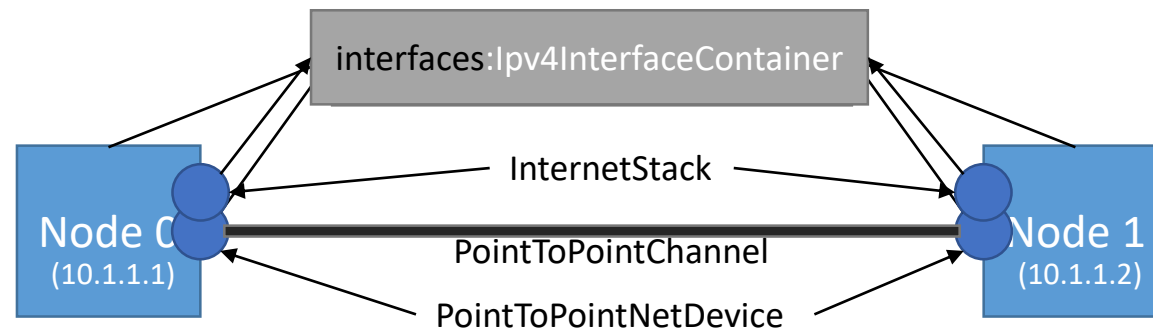 interfaces:Ipv4InterfaceContainer
InternetStack
Node 0
(10.1.1.1)
PointToPointChannel
Node 1
(10.1.1.2)
PointToPointNetDevice